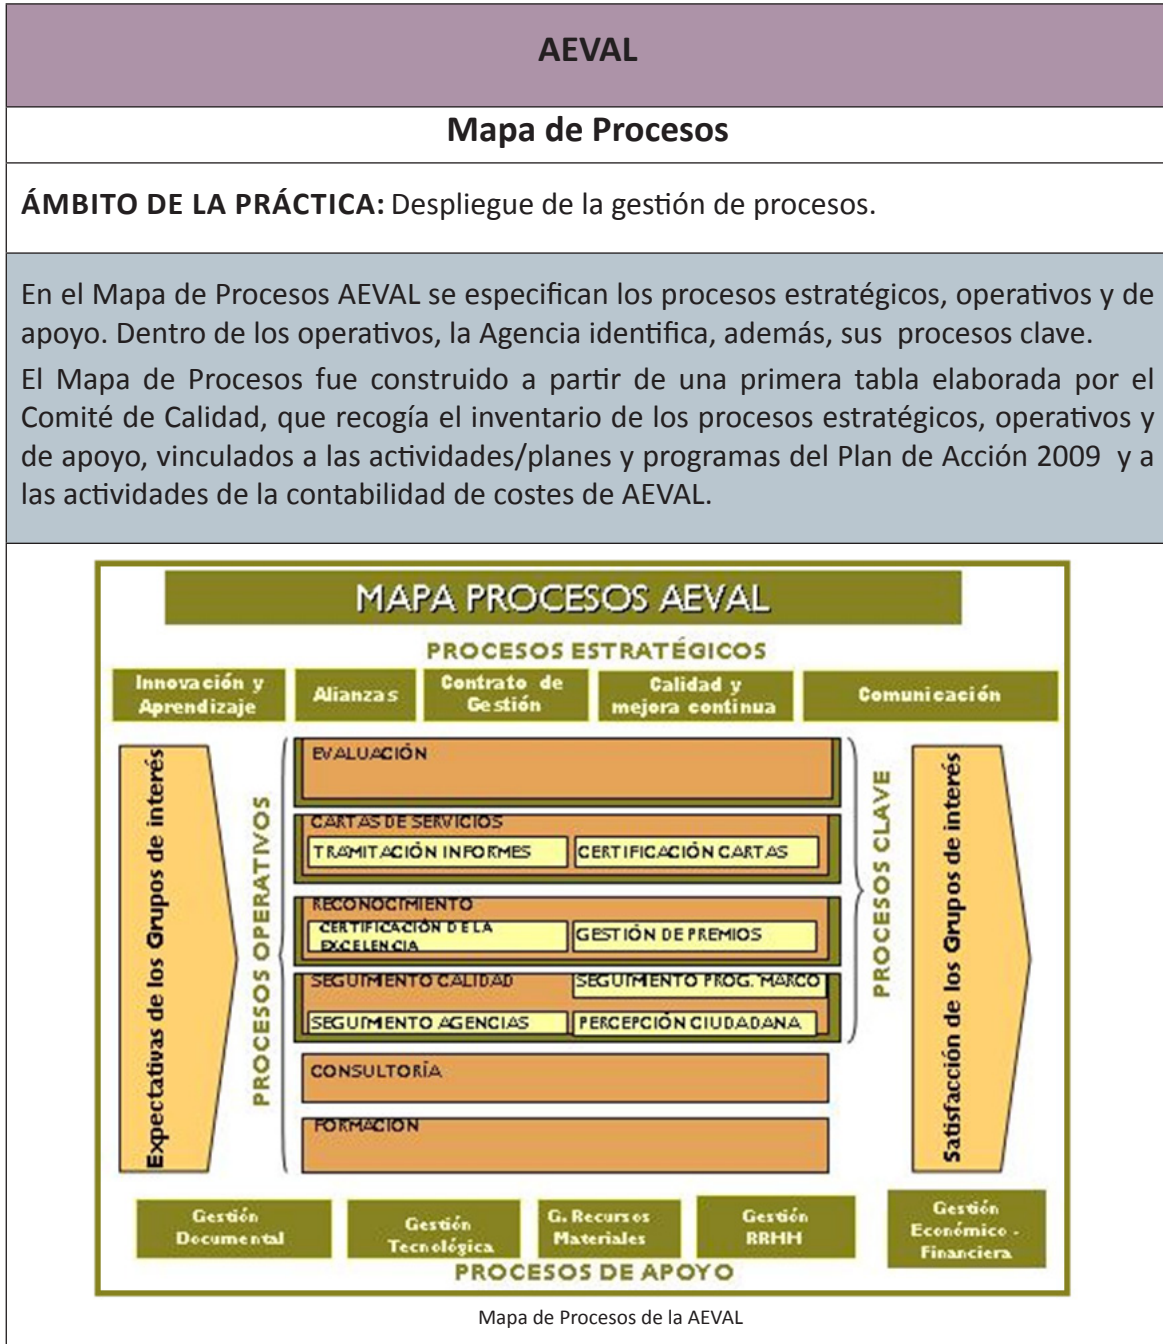 AEVAL
Mapa de Procesos
ÁMBITO DE LA PRÁCTICA: Despliegue de la gestión de procesos.
En el Mapa de Procesos AEVAL se especifican los procesos estratégicos, operativos y de
apoyo. Dentro de los operativos, la Agencia identifica, además, sus procesos clave.
El Mapa de Procesos fue construido a partir de una primera tabla elaborada por el
Comité de Calidad, que recogía el inventario de los procesos estratégicos, operativos y
de apoyo, vinculados a las actividades/planes y programas del Plan de Acción 2009 y a
las actividades de la contabilidad de costes de AEVAL.
MAPA PROCESOS AEVAL
PROCESOS ESTRATÉGICOS
Innovación y
Aprendizaje
Alianzas
Contrato de
Gestión
Calidad y
mejora continua
Comunicación
Expectativas de los Grupos de interés
PROCESOS OPERATIVOS
EVALUACIÓN
CARTAS DE SERVICIOS
TRAMITACIÓN INFORMES
CERTIFICACIÓN CARTAS
RECONOCIMIENTO
CERTIFICACIÓN DE LA
EXCELENCIA
GESTIÓN DE PREMIOS
SEGUIMIENTO CALIDAD
SEGUIMIENTO PROG. MARCO
SEGUIMIENTO AGENCIAS
PERCEPCIÓN CIUDADANA
CONSULTORÍA
FORMACION
PROCESOS CLAVE
Satisfacción de los Grupos de interés
Gestión
Documental
Gestión
Tecnológica
G. Recursos
Materiales
Gestión
RRHH
Gestión
Económico -
Financiera
PROCESOS DE APOYO
Mapa de Procesos de la AEVAL